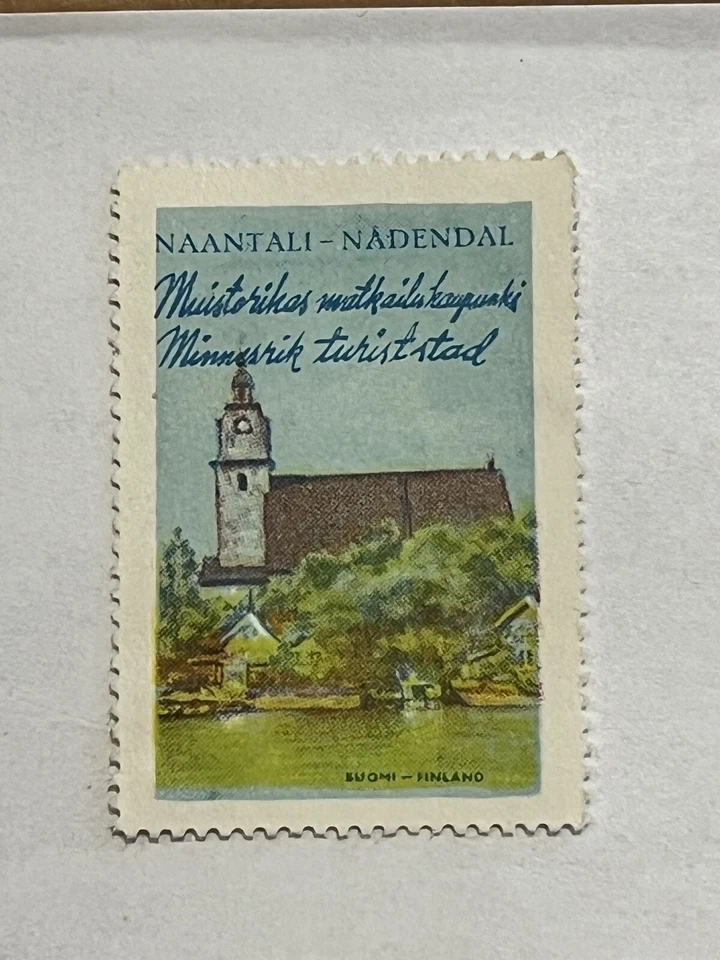 NAANTALI – NÅDENDAL
Muistorikas matkailukaupunki
Minnesrik turiststad
SUOMI – FINLAND